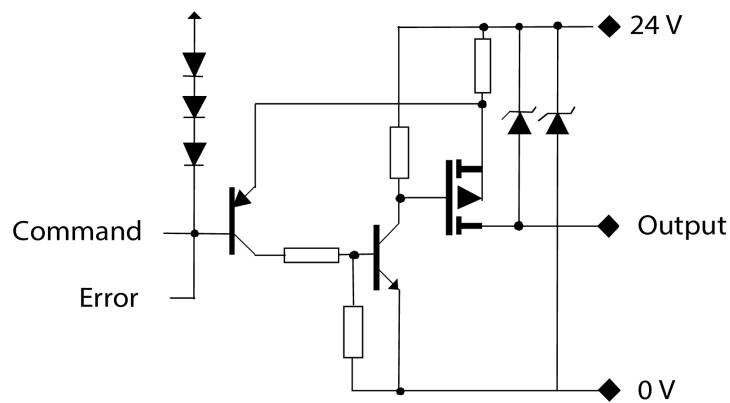 24 V
Command
Output
Error
0 V